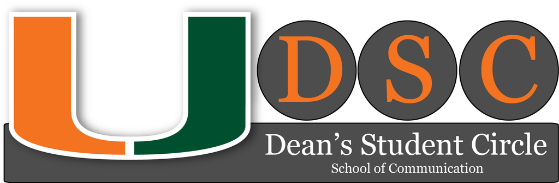 U DSC
Dean's Student Circle
School of Communication